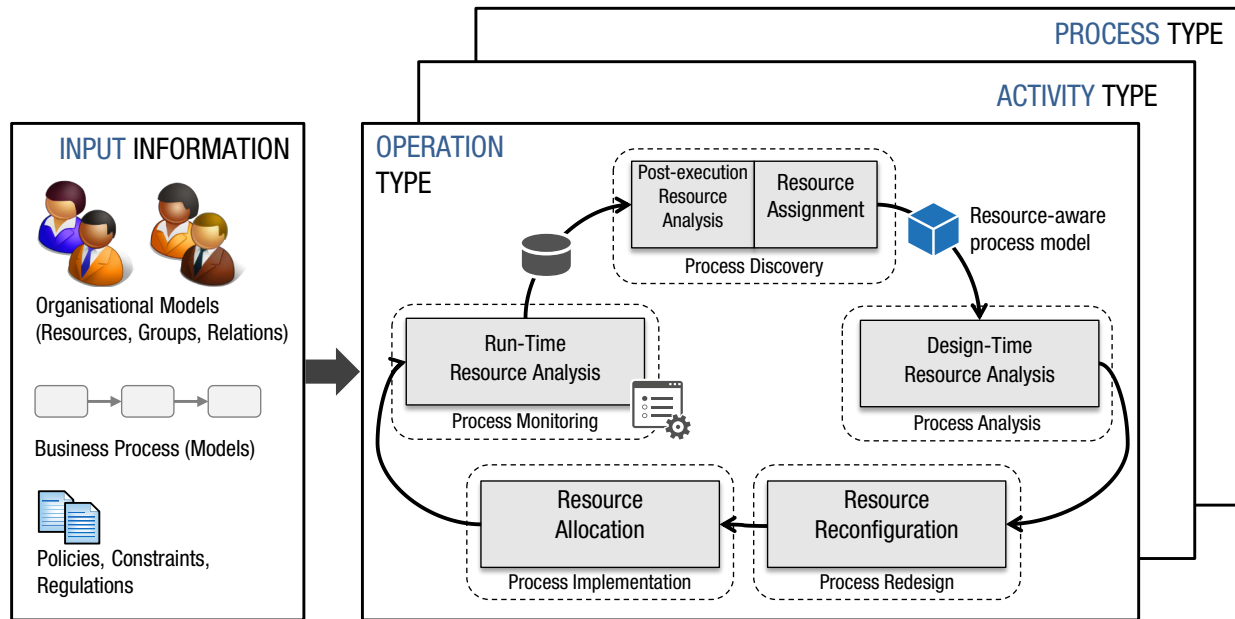 PROCESS TYPE
ACTIVITY TYPE
INPUT INFORMATION
Organisational Models
(Resources, Groups, Relations)
Business Process (Models)
Policies, Constraints,
Regulations
OPERATION
TYPE
Post-execution
Resource
Analysis
Resource
Assignment
Process Discovery
Resource-aware
process model
Run-Time
Resource Analysis
Process Monitoring
Design-Time
Resource Analysis
Process Analysis
Resource
Allocation
Process Implementation
Resource
Reconfiguration
Process Redesign